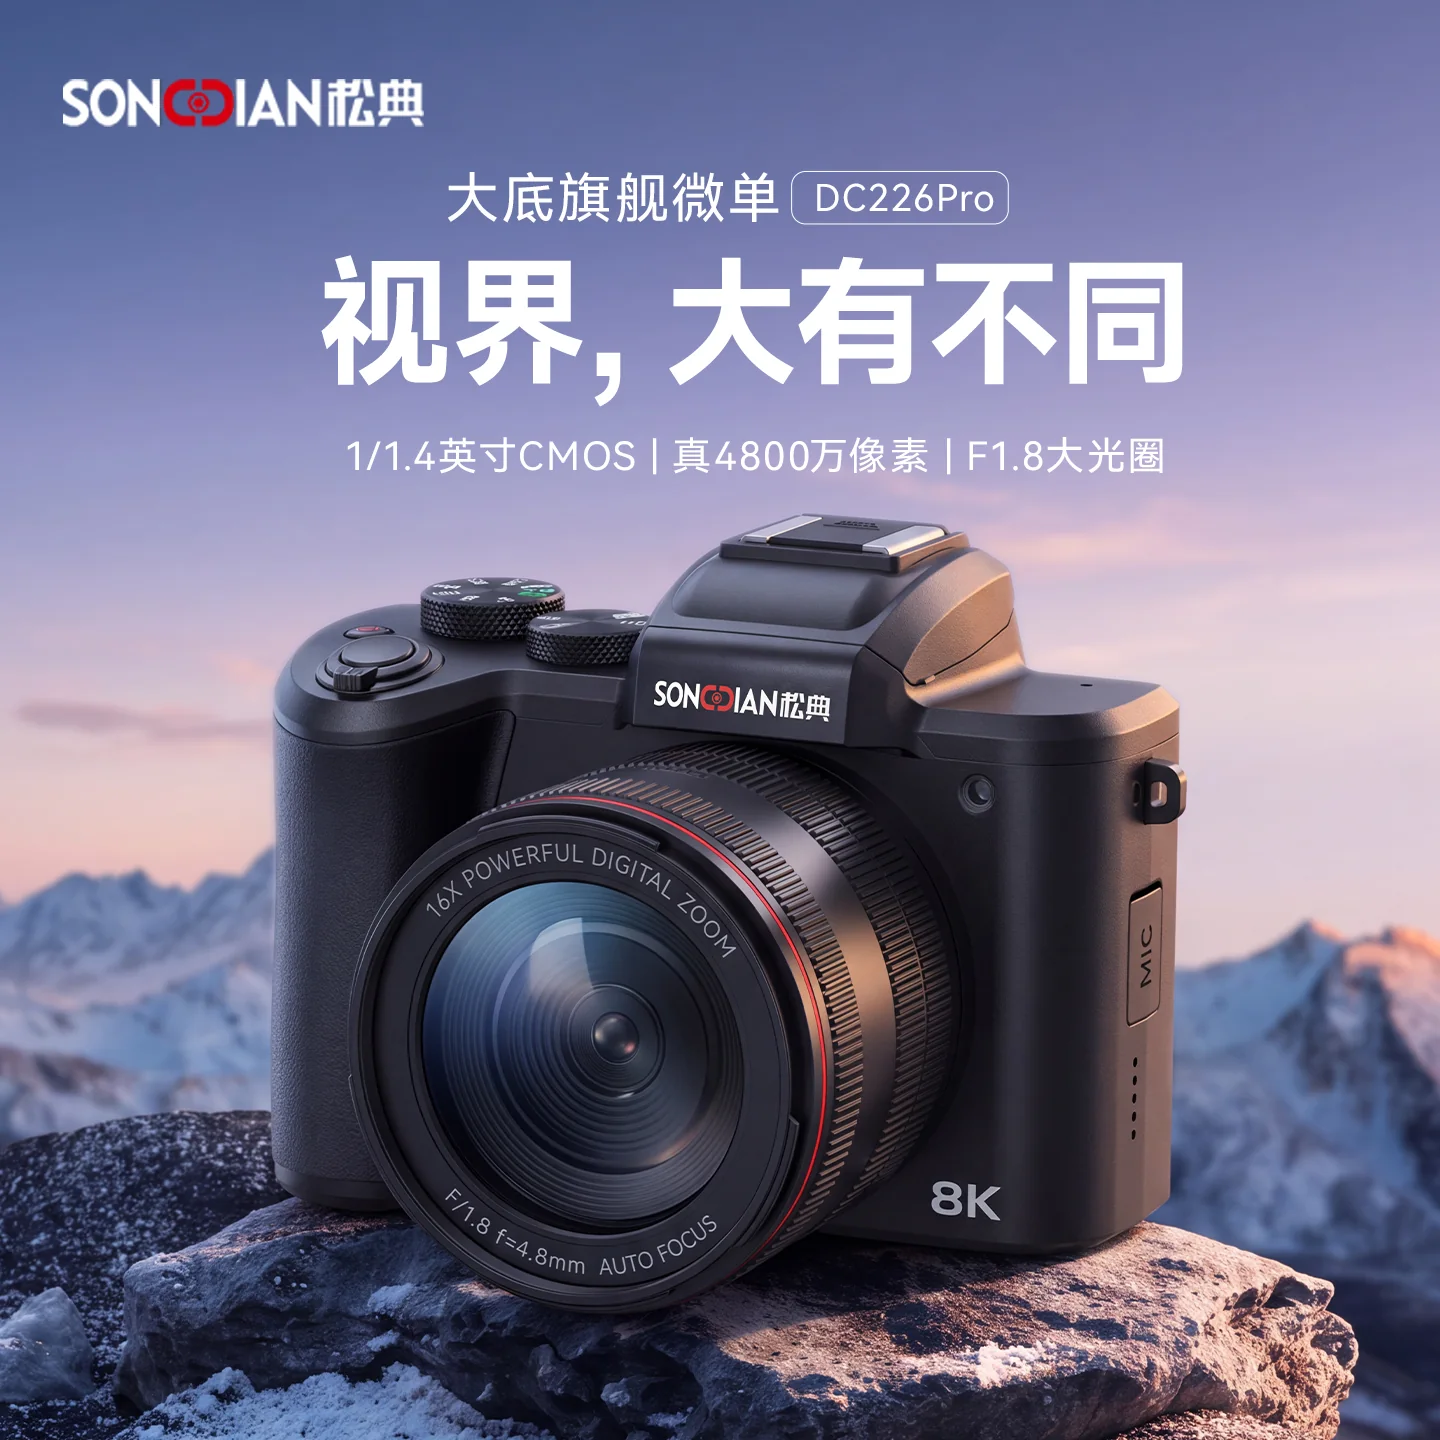 SONGDIAN松典
大底旗舰微单 DC226Pro
视界,大有不同
1/1.4英寸CMOS | 真4800万像素 | F1.8大光圈
SONGDIAN松典
16X POWERFUL DIGITAL ZOOM
MIC
8K
F/1.8 f=4.8mm AUTO FOCUS